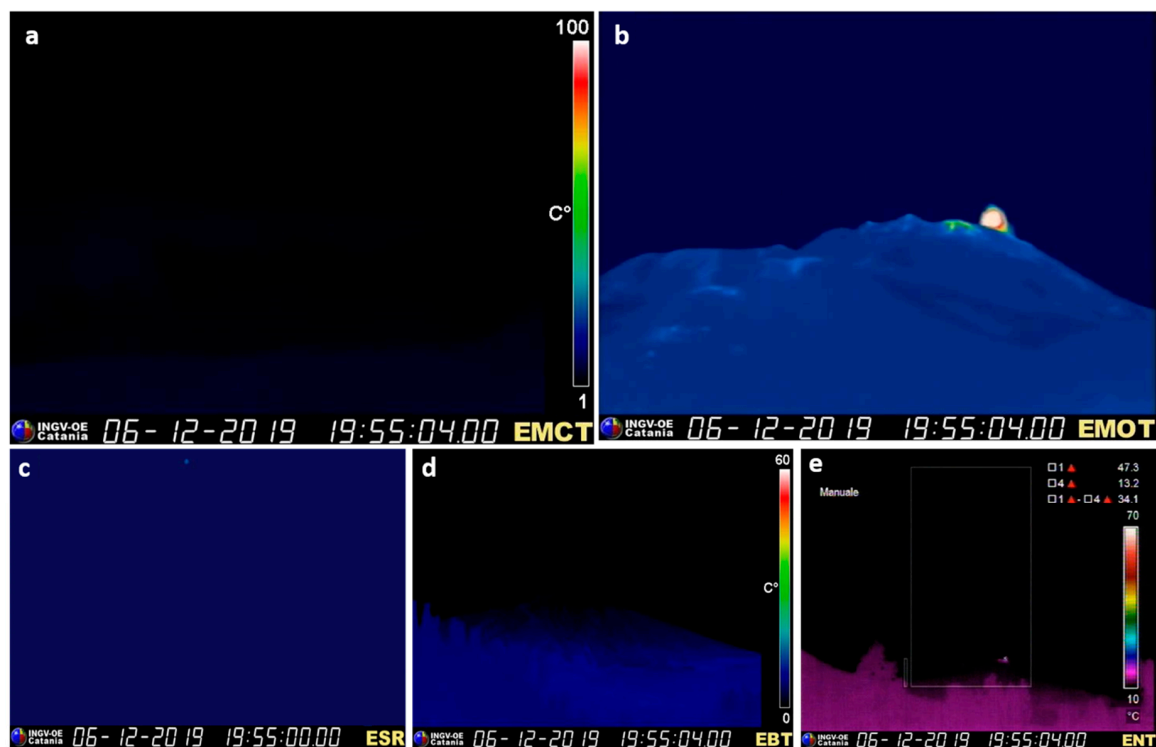 a
100
C°
1
INGV-OE
Catania
06-12-2019 19:55:04.00 EMCT
b
INGV-OE
Catania
06-12-2019 19:55:04.00 EMOT
c
INGV-OE
Catania
06-12-2019 19:55:00.00 ESR
d
60
C°
0
INGV-OE
Catania
06-12-2019 19:55:04.00 EBT
e
Manuale
□1 ▲ 47.3
□4 ▲ 13.2
□1 ▲ - □4 ▲ 34.1
70
10
°C
INGV-OE
Catania
06-12-2019 19:55:04.00 ENT